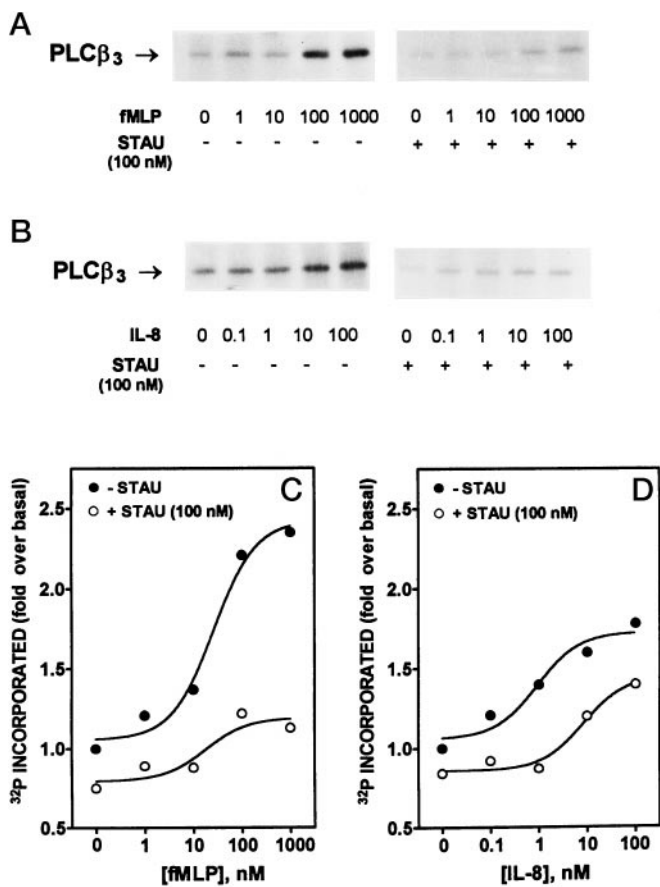 A
PLCβ3 →
fMLP 0 1 10 100 1000 0 1 10 100 1000
STAU - - - - - + + + + +
(100 nM)
B
PLCβ3 →
IL-8 0 0.1 1 10 100 0 0.1 1 10 100
STAU - - - - - + + + + +
(100 nM)
C
● - STAU
○ + STAU (100 nM)
32P INCORPORATED (fold over basal)
2.5
2.0
1.5
1.0
0.5
0 1 10 100 1000
[fMLP], nM
D
● - STAU
○ + STAU (100 nM)
32P INCORPORATED (fold over basal)
2.5
2.0
1.5
1.0
0.5
0 0.1 1 10 100
[IL-8], nM